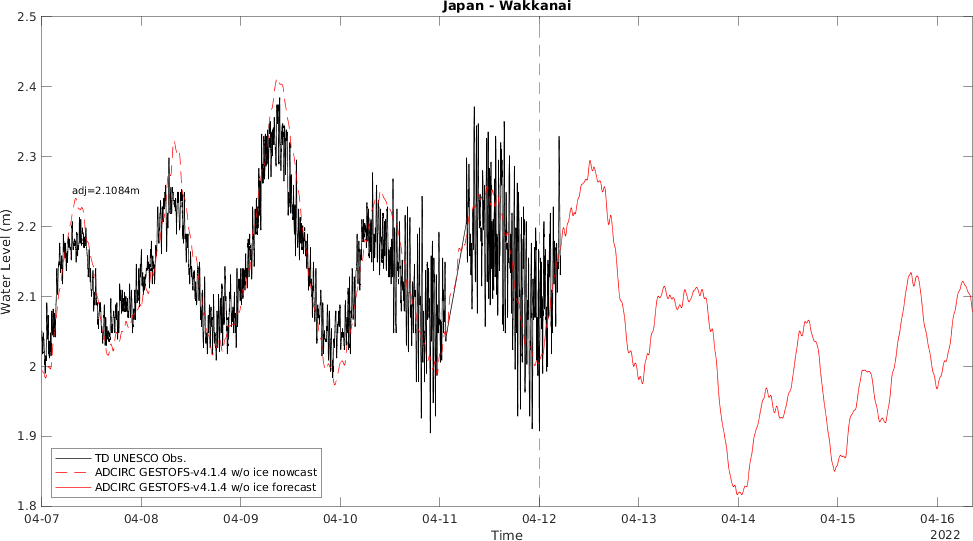 Japan - Wakkanai
2.5
2.4
2.3
2.2
2.1
2
1.9
1.8
Water Level (m)
adj=2.1084m
TD UNESCO Obs.
ADCIRC GESTOFS-v4.1.4 w/o ice nowcast
ADCIRC GESTOFS-v4.1.4 w/o ice forecast
04-07 04-08 04-09 04-10 04-11 04-12 04-13 04-14 04-15 04-16
Time
2022